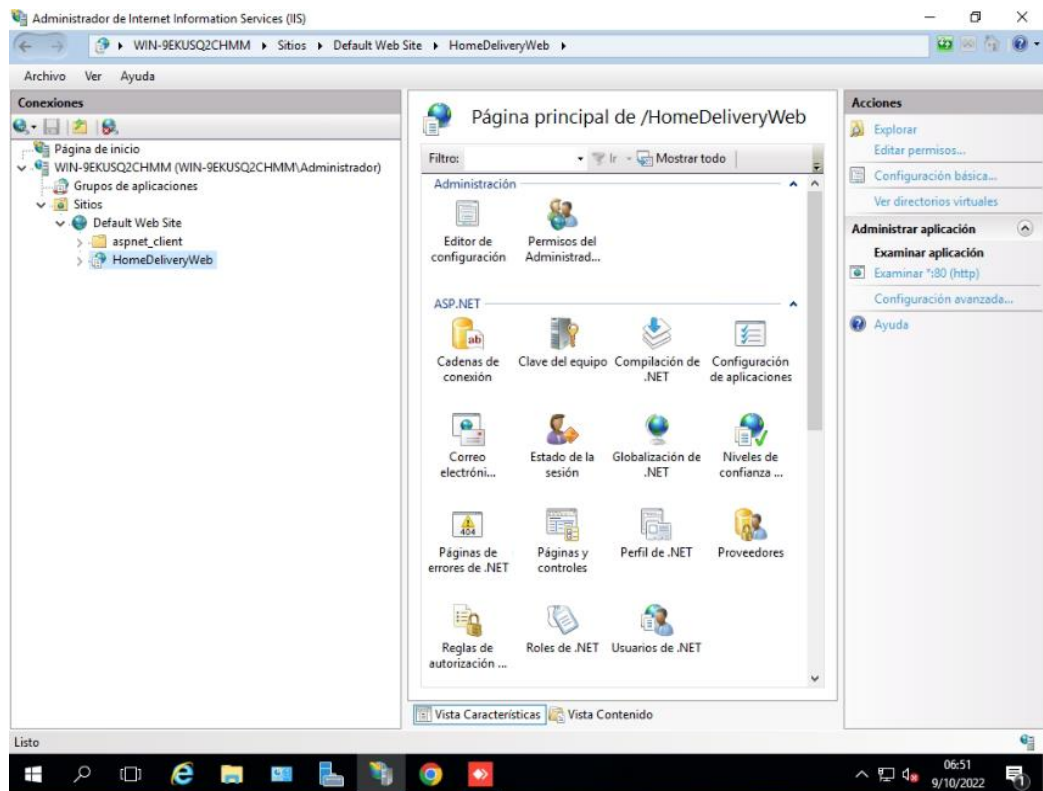 Administrador de Internet Information Services (IIS)
WIN-9EKUSQ2CHMM Sitios Default Web Site HomeDeliveryWeb
Archivo Ver Ayuda
Conexiones
Página de inicio
WIN-9EKUSQ2CHMM (WIN-9EKUSQ2CHMM\Administrador)
Grupos de aplicaciones
Sitios
Default Web Site
aspnet_client
HomeDeliveryWeb
Página principal de /HomeDeliveryWeb
Filtro: Ir Mostrar todo
Administración
Editor de configuración
Permisos del Administrad...
ASP.NET
ab
Cadenas de conexión
Clave del equipo
Compilación de .NET
Configuración de aplicaciones
Correo electróni...
Estado de la sesión
Globalización de .NET
Niveles de confianza ...
404
Páginas de errores de .NET
Páginas y controles
Perfil de .NET
Proveedores
Reglas de autorización ...
Roles de .NET
Usuarios de .NET
Vista Características Vista Contenido
Acciones
Explorar
Editar permisos...
Configuración básica...
Ver directorios virtuales
Administrar aplicación
Examinar aplicación
Examinar *:80 (http)
Configuración avanzada...
Ayuda
Listo
06:51
9/10/2022
1